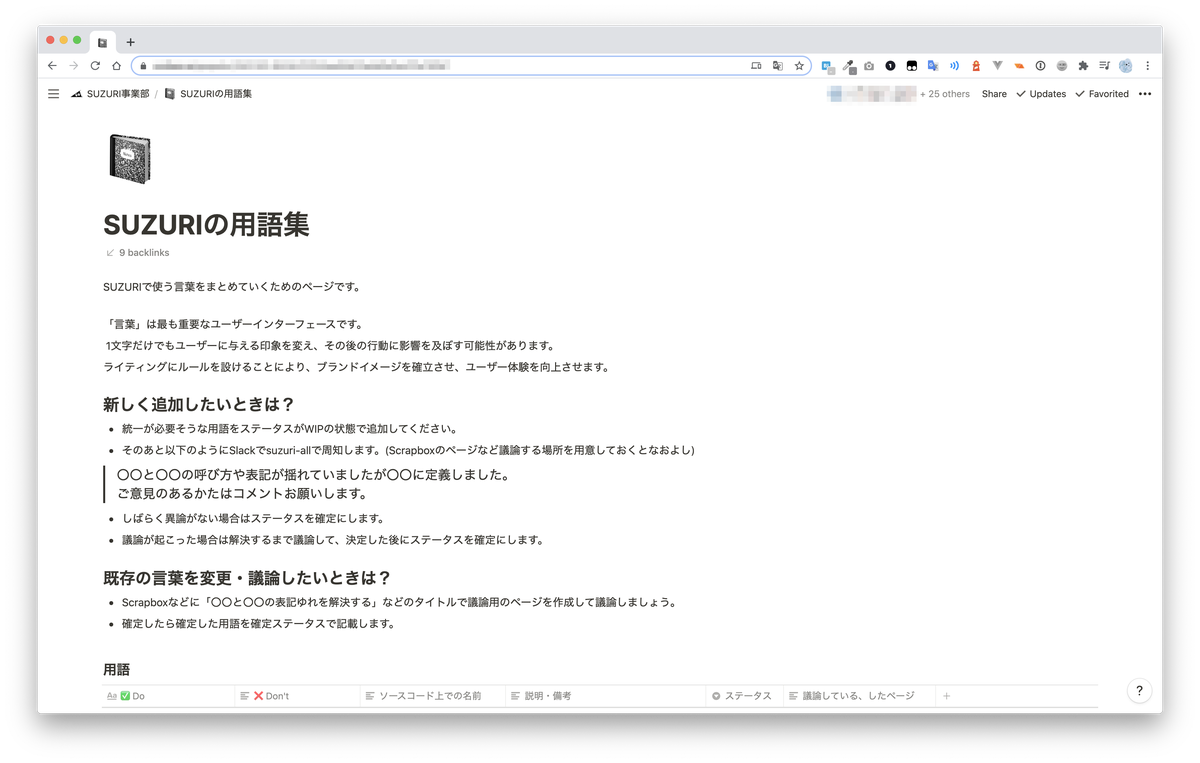 SUZURI事業部 / SUZURIの用語集
+ 25 others Share Updates Favorited
SUZURIの用語集
9 backlinks
SUZURIで使う言葉をまとめていくためのページです。
「言葉」は最も重要なユーザーインターフェースです。
1文字だけでもユーザーに与える印象を変え、その後の行動に影響を及ぼす可能性があります。
ライティングにルールを設けることにより、ブランドイメージを確立させ、ユーザー体験を向上させます。
新しく追加したいときは？
統一が必要そうな用語をステータスがWIPの状態で追加してください。
そのあと以下のようにSlackでsuzuri-allで周知します。(Scrapboxのページなど議論する場所を用意しておくとなおよし)
〇〇と〇〇の呼び方や表記が揺れていましたが〇〇に定義しました。
ご意見のあるかたはコメントお願いします。
しばらく異論がない場合はステータスを確定にします。
議論が起こった場合は解決するまで議論して、決定した後にステータスを確定にします。
既存の言葉を変更・議論したいときは？
Scrapboxなどに「〇〇と〇〇の表記ゆれを解決する」などのタイトルで議論用のページを作成して議論しましょう。
確定したら確定した用語を確定ステータスで記載します。
用語
Aa ✅ Do ❌ Don't ソースコード上での名前 説明・備考 ステータス 議論している、したページ +
?